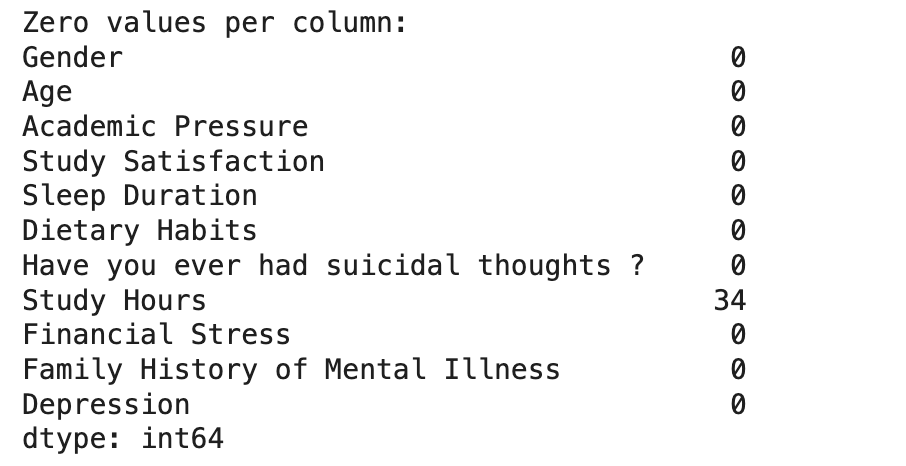 Zero values per column:
Gender 0
Age 0
Academic Pressure 0
Study Satisfaction 0
Sleep Duration 0
Dietary Habits 0
Have you ever had suicidal thoughts ? 0
Study Hours 34
Financial Stress 0
Family History of Mental Illness 0
Depression 0
dtype: int64